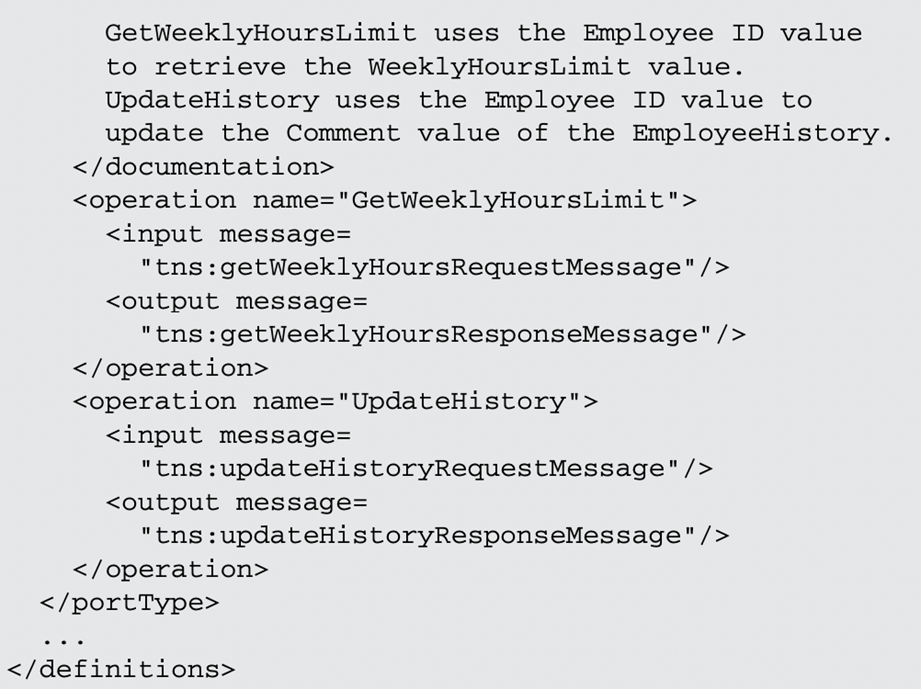 GetWeeklyHoursLimit uses the Employee ID value
to retrieve the WeeklyHoursLimit value.
UpdateHistory uses the Employee ID value to
update the Comment value of the EmployeeHistory.
</documentation>
<operation name="GetWeeklyHoursLimit">
<input message=
"tns:getWeeklyHoursRequestMessage"/>
<output message=
"tns:getWeeklyHoursResponseMessage"/>
</operation>
<operation name="UpdateHistory">
<input message=
"tns:updateHistoryRequestMessage"/>
<output message=
"tns:updateHistoryResponseMessage"/>
</operation>
</portType>
...
</definitions>